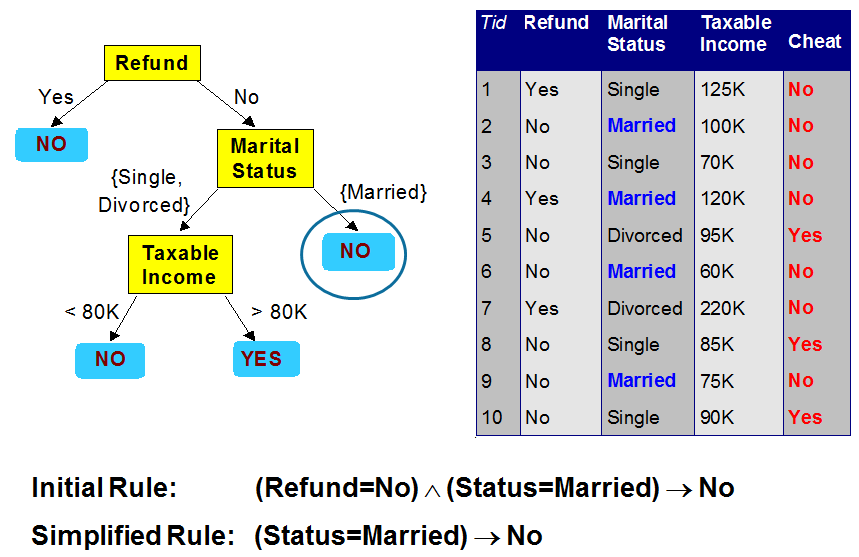 Refund
Yes
No
NO
Marital
Status
{Single,
Divorced}
{Married}
Taxable
Income
NO
< 80K
> 80K
NO
YES
Tid Refund Marital Status Taxable Income Cheat
1 Yes Single 125K No
2 No Married 100K No
3 No Single 70K No
4 Yes Married 120K No
5 No Divorced 95K Yes
6 No Married 60K No
7 Yes Divorced 220K No
8 No Single 85K Yes
9 No Married 75K No
10 No Single 90K Yes
Initial Rule: (Refund=No) ∧ (Status=Married) → No
Simplified Rule: (Status=Married) → No